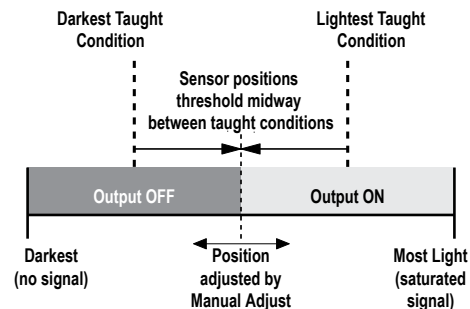 Darkest Taught
Condition
Lightest Taught
Condition
Sensor positions
threshold midway
between taught conditions
Output OFF
Output ON
Darkest
(no signal)
Position
adjusted by
Manual Adjust
Most Light
(saturated
signal)